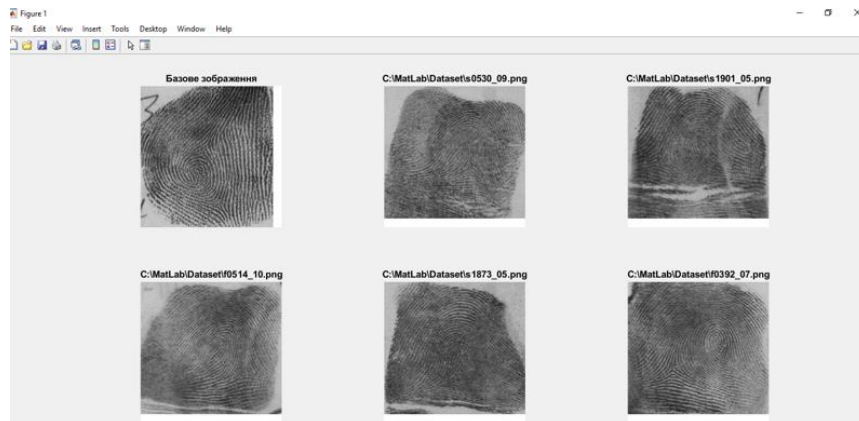 Figure 1
File Edit View Insert Tools Desktop Window Help
Базове зображення
C:\MatLab\Dataset\s0530_09.png
C:\MatLab\Dataset\s1901_05.png
C:\MatLab\Dataset\f0514_10.png
C:\MatLab\Dataset\s1873_05.png
C:\MatLab\Dataset\f0392_07.png